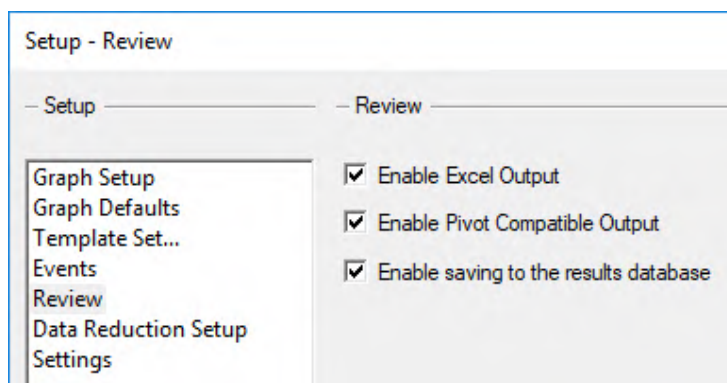 Setup - Review
Setup
Review
Graph Setup
Graph Defaults
Template Set...
Events
Review
Data Reduction Setup
Settings
Enable Excel Output
Enable Pivot Compatible Output
Enable saving to the results database